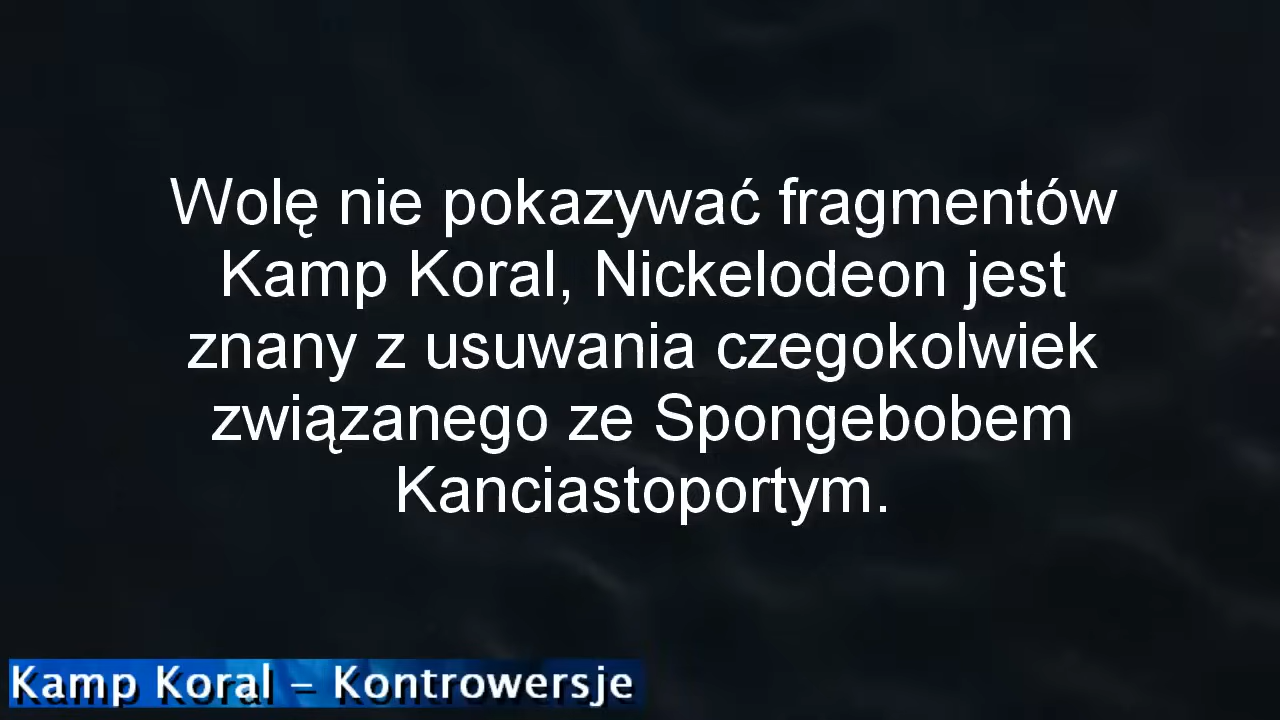 Wolę nie pokazywać fragmentów
Kamp Koral, Nickelodeon jest
znany z usuwania czegokolwiek
związanego ze Spongebobem
Kanciastoportym.
Kamp Koral – Kontrowersje